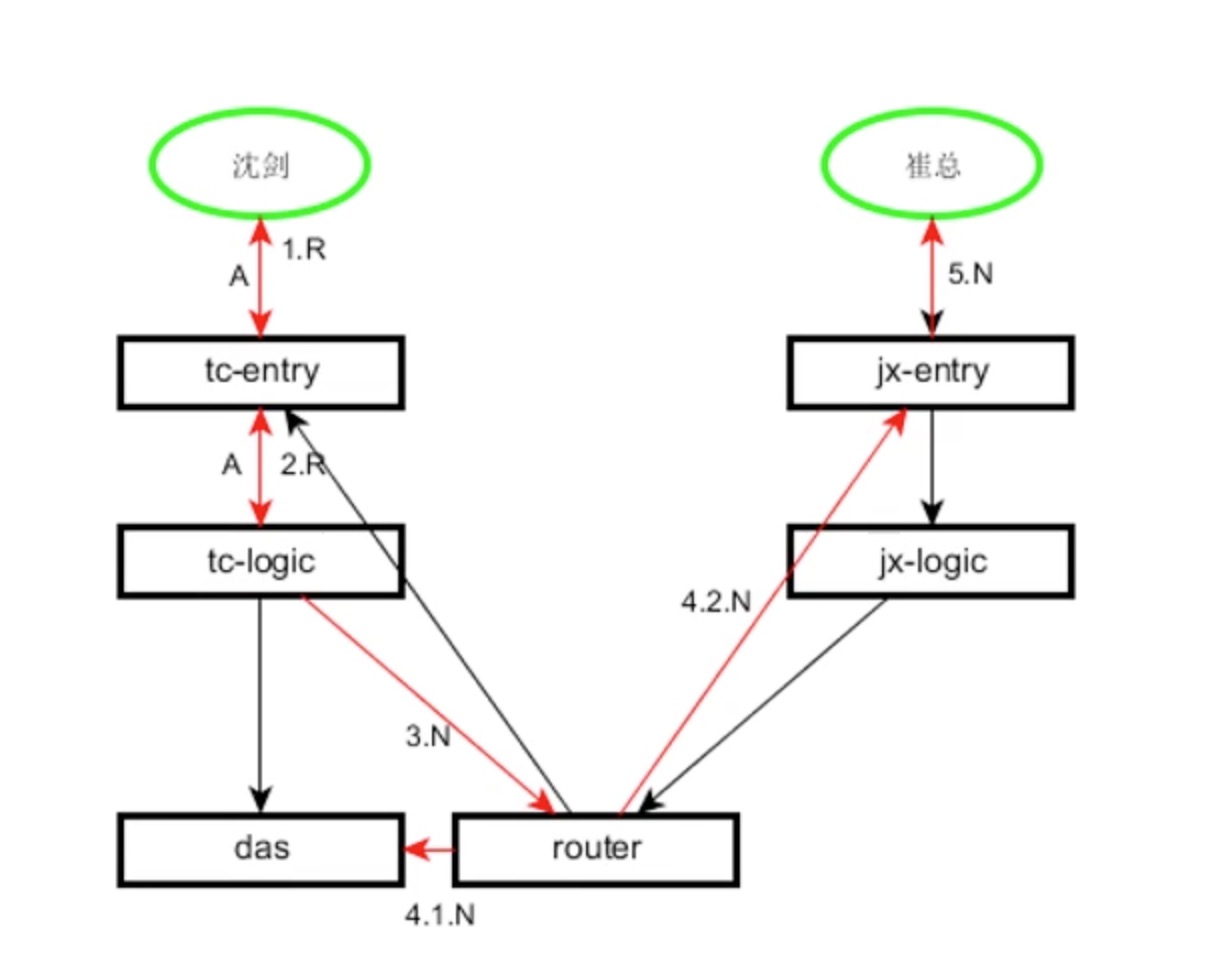 沈剑
崔总
1.R
A
5.N
tc-entry
jx-entry
A
2.R
tc-logic
jx-logic
4.2.N
3.N
das
router
4.1.N